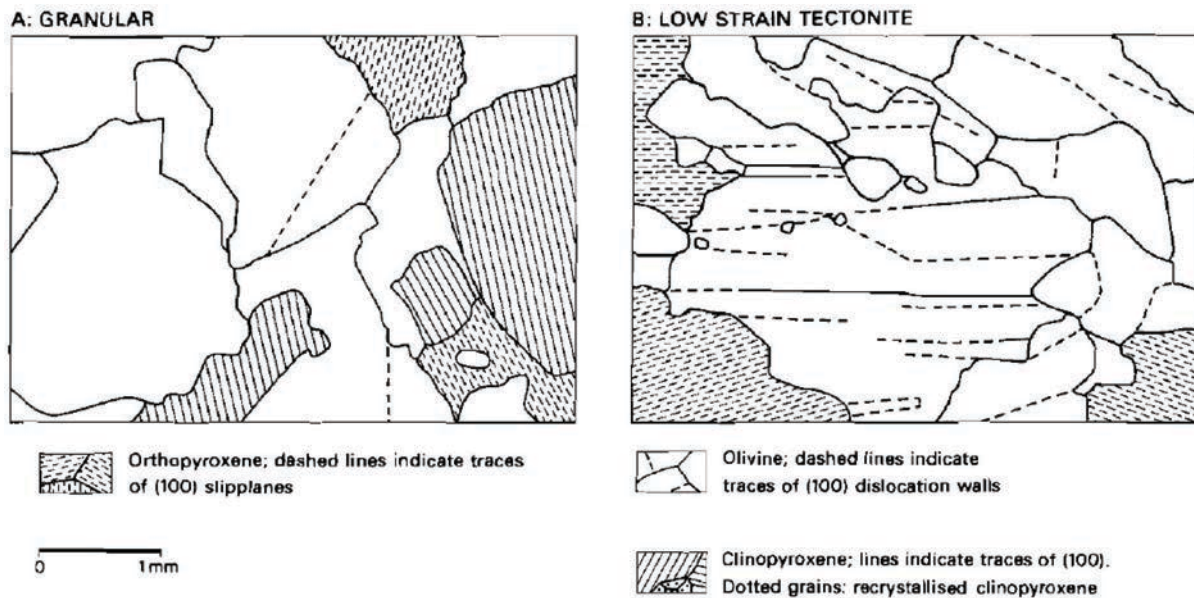 A: GRANULAR
B: LOW STRAIN TECTONITE
Orthopyroxene; dashed lines indicate traces
of (100) slipplanes
Olivine; dashed lines indicate
traces of (100) dislocation walls
0 1mm
Clinopyroxene; lines indicate traces of (100).
Dotted grains: recrystallised clinopyroxene